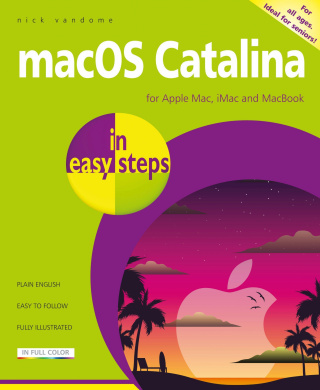 nick vandome
For
all ages.
Ideal for seniors!
macOS Catalina
for Apple Mac, iMac and MacBook
in
easy steps
PLAIN ENGLISH
EASY TO FOLLOW
FULLY ILLUSTRATED
IN FULL COLOR